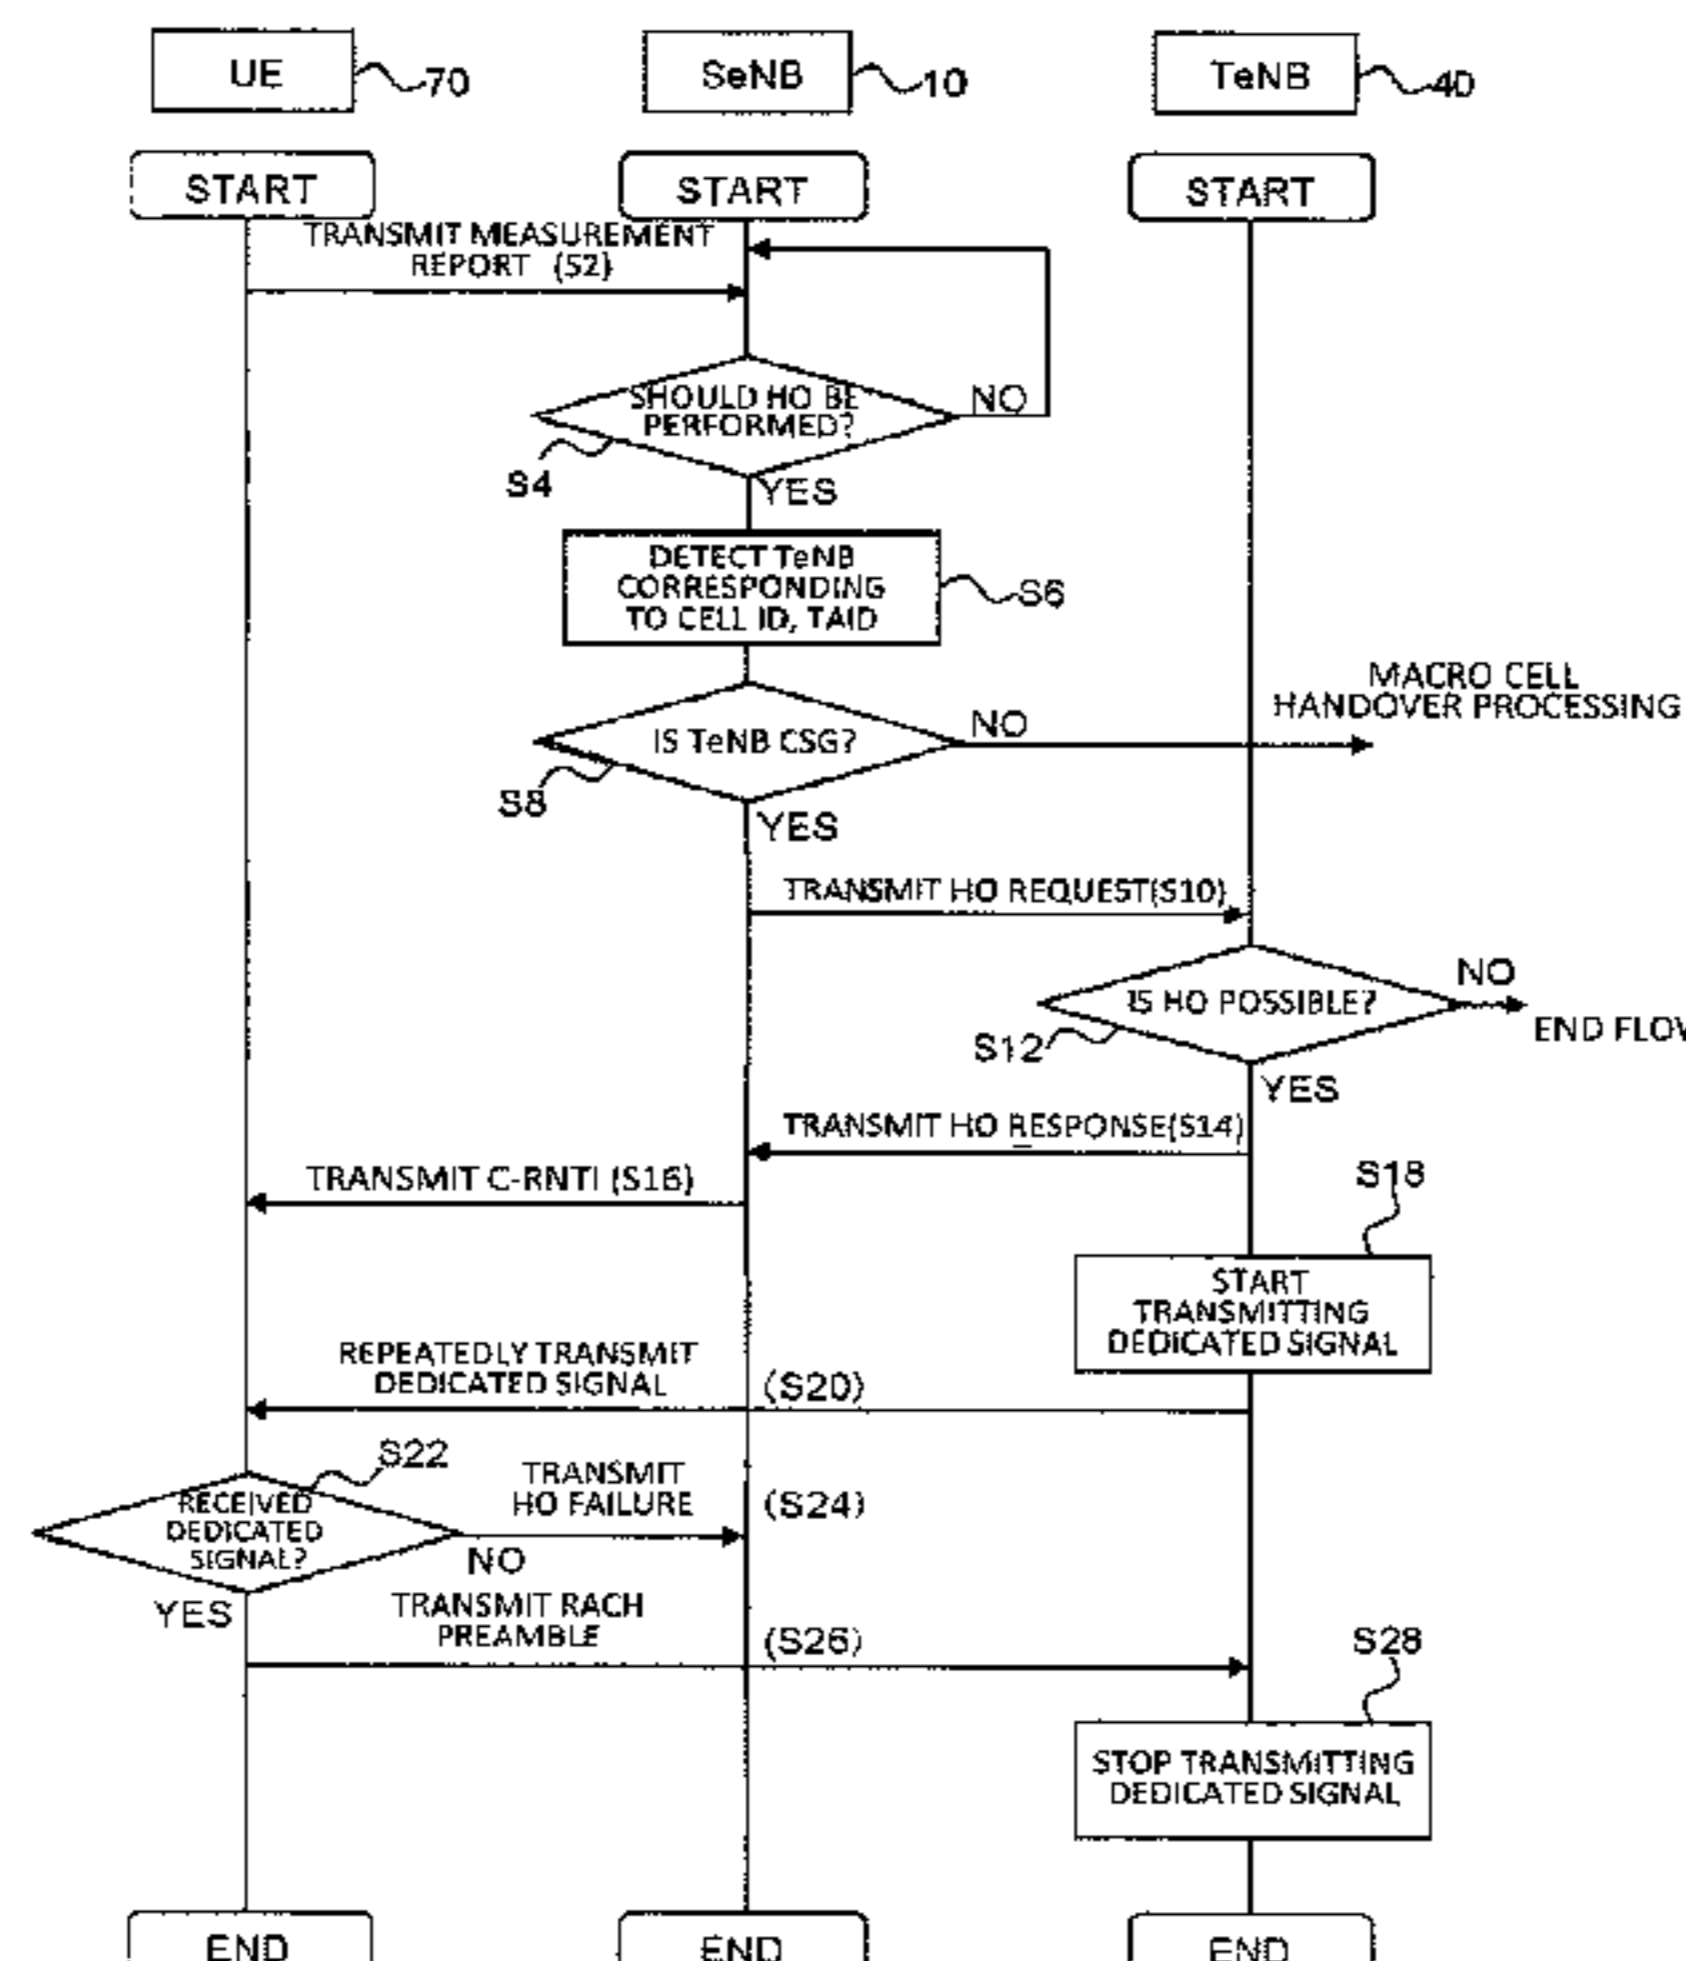 UE
70
SeNB
10
TeNB
40
START
START
START
TRANSMIT MEASUREMENT
REPORT (S2)
SHOULD HO BE
PERFORMED?
NO
S4
YES
DETECT TeNB
CORRESPONDING
TO CELL ID, TAID
S6
MACRO CELL
HANDOVER PROCESSING
IS TeNB CSG?
NO
S8
YES
TRANSMIT HO REQUEST(S10)
IS HO POSSIBLE?
NO
END FLOW
S12
YES
TRANSMIT HO RESPONSE(S14)
TRANSMIT C-RNTI (S16)
S18
START
TRANSMITTING
DEDICATED SIGNAL
REPEATEDLY TRANSMIT
DEDICATED SIGNAL
(S20)
S22
RECEIVED
DEDICATED
SIGNAL?
TRANSMIT
HO FAILURE
(S24)
NO
YES
TRANSMIT RACH
PREAMBLE
(S26)
S28
STOP TRANSMITTING
DEDICATED SIGNAL
END
END
END